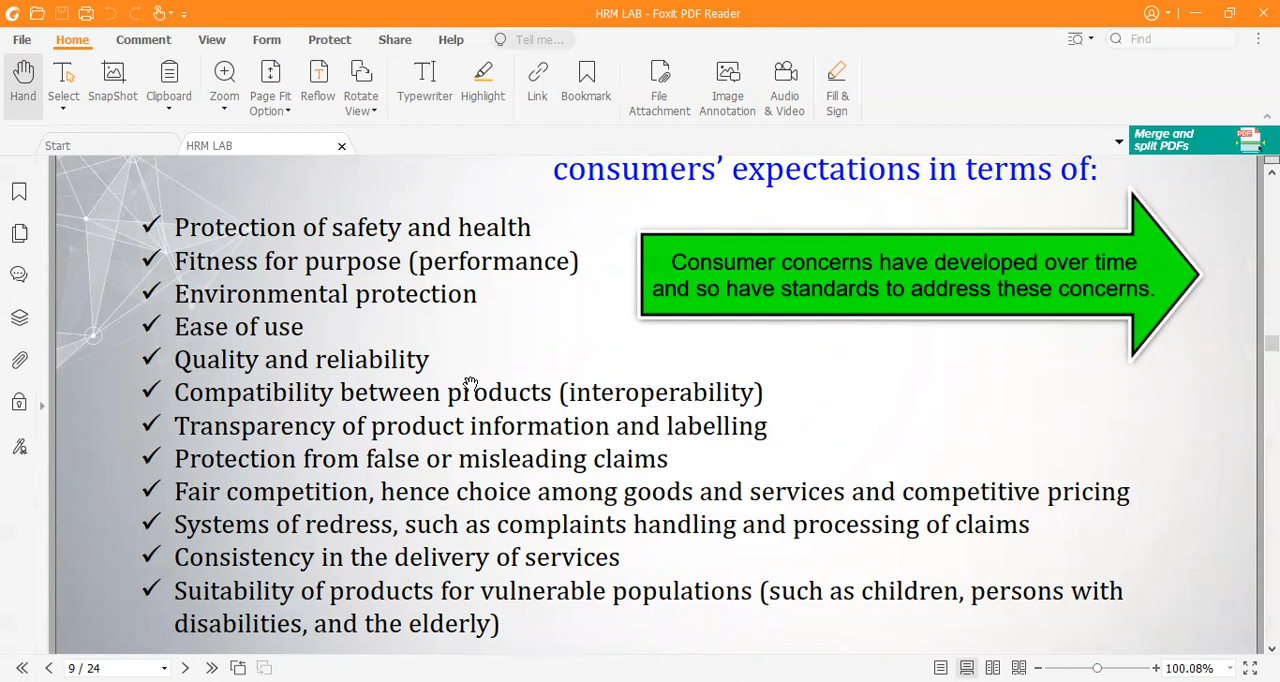 HRM LAB - Foxit PDF Reader
File Home Comment View Form Protect Share Help Tell me... Find
Hand Select SnapShot Clipboard Zoom Page Fit Option Reflow Rotate View Typewriter Highlight Link Bookmark File Attachment Image Annotation Audio & Video Fill & Sign
Start HRM LAB
Merge and
split PDFs
PDF
consumers’ expectations in terms of:
✓ Protection of safety and health
✓ Fitness for purpose (performance)
✓ Environmental protection
✓ Ease of use
✓ Quality and reliability
✓ Compatibility between products (interoperability)
✓ Transparency of product information and labelling
✓ Protection from false or misleading claims
✓ Fair competition, hence choice among goods and services and competitive pricing
✓ Systems of redress, such as complaints handling and processing of claims
✓ Consistency in the delivery of services
✓ Suitability of products for vulnerable populations (such as children, persons with
disabilities, and the elderly)
Consumer concerns have developed over time
and so have standards to address these concerns.
9 / 24
100.08%